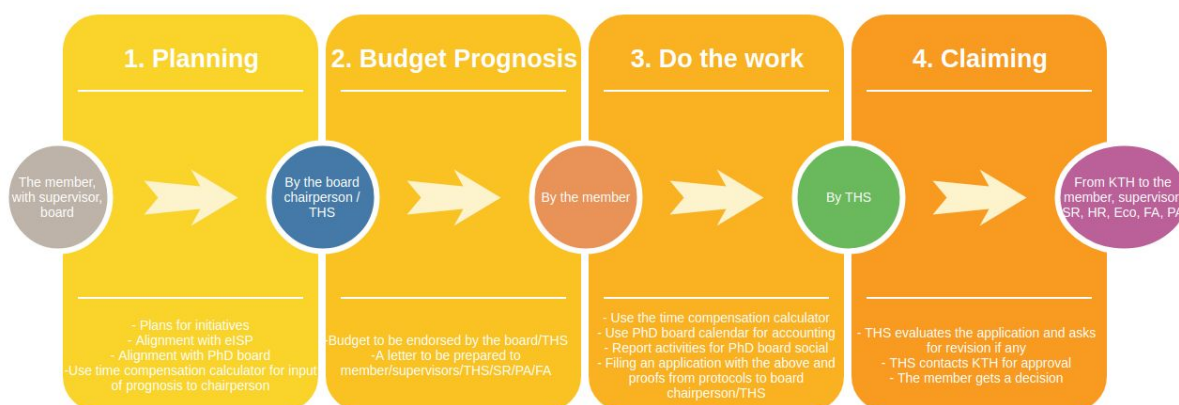 1. Planning
2. Budget Prognosis
3. Do the work
4. Claiming
The member,
with supervisor,
board
By the board
chairperson /
THS
By the member
By THS
From KTH to the
member, supervisor
SR, HR, Eco, FA, PA
- Plans for initiatives
- Alignment with eISP
- Alignment with PhD board
-Use time compensation calculator for input
of prognosis to chairperson
-Budget to be endorsed by the board/THS
-A letter to be prepared to
member/supervisors/THS/SR/PA/FA
- Use the time compensation calculator
- Use PhD board calendar for accounting
- Report activities for PhD board social
- Filing an application with the above and
proofs from protocols to board
chairperson/THS
- THS evaluates the application and asks
for revision if any
- THS contacts KTH for approval
- The member gets a decision